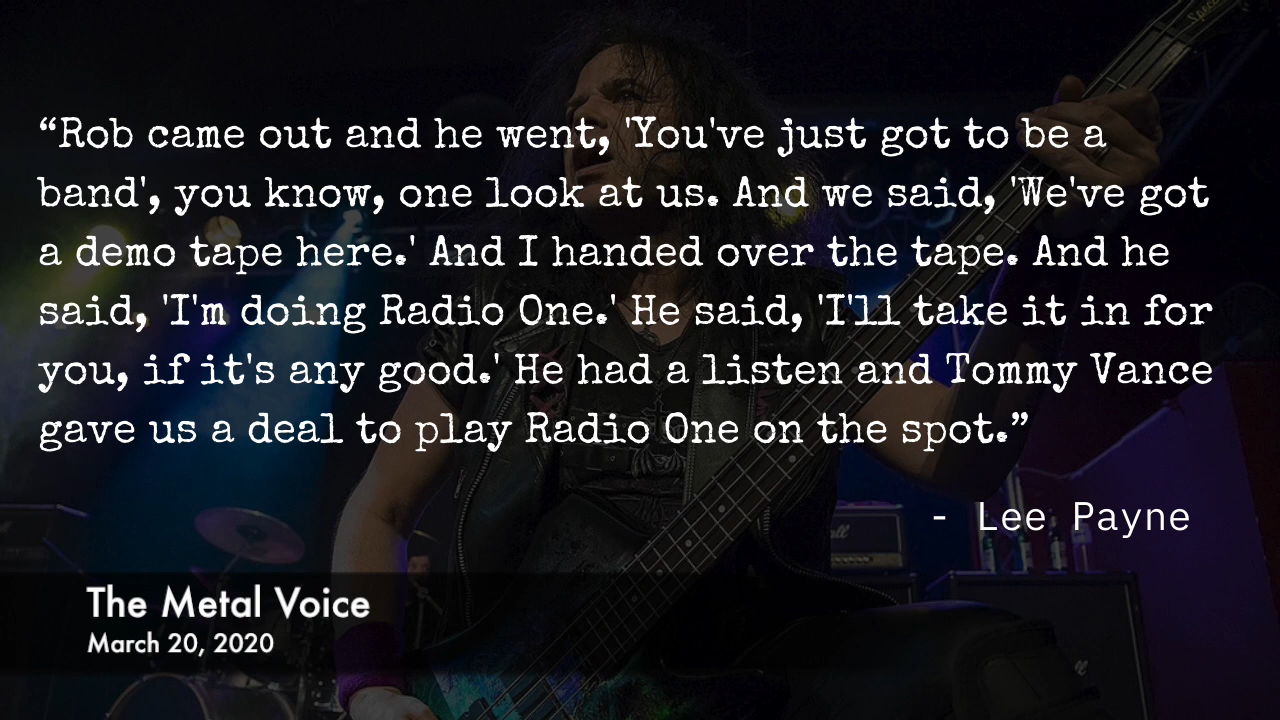 “Rob came out and he went, 'You've just got to be a
band', you know, one look at us. And we said, 'We've got
a demo tape here.' And I handed over the tape. And he
said, 'I'm doing Radio One.' He said, 'I'll take it in for
you, if it's any good.' He had a listen and Tommy Vance
gave us a deal to play Radio One on the spot.”
- Lee Payne
The Metal Voice
March 20, 2020